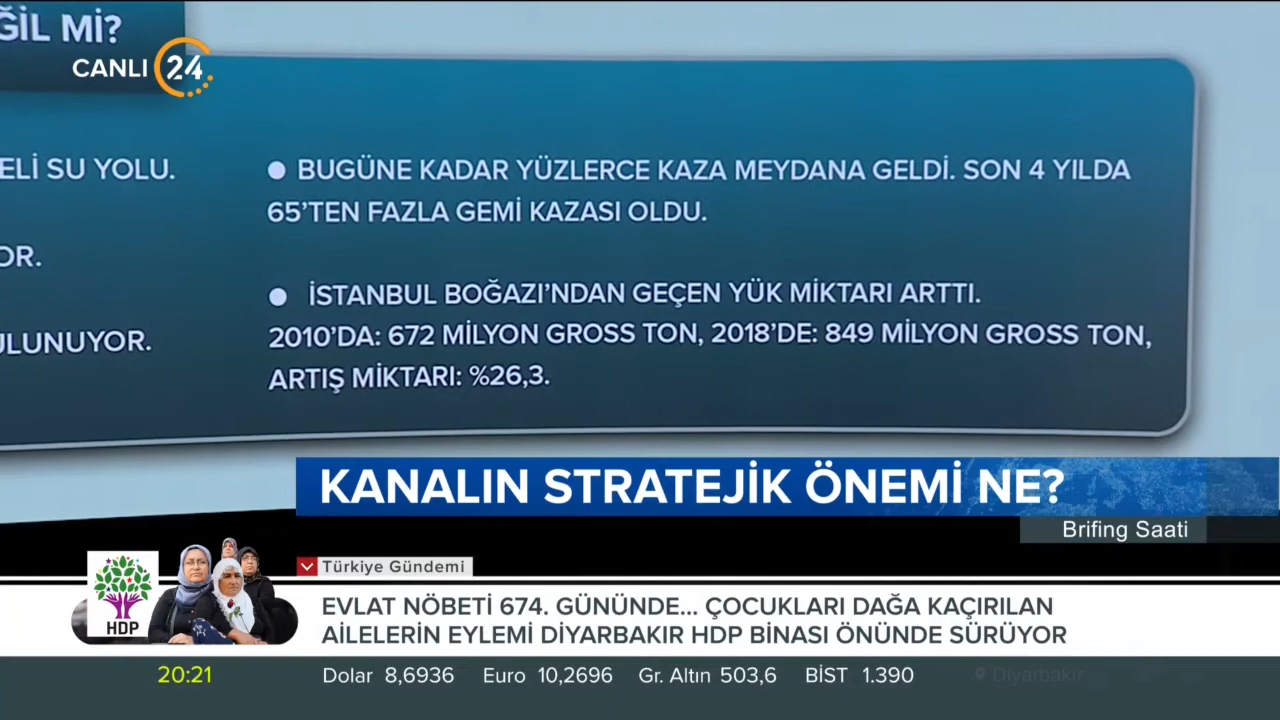 ĞİL Mİ?
CANLI 24
ELİ SU YOLU.
OR.
ULUNUYOR.
● BUGÜNE KADAR YÜZLERCE KAZA MEYDANA GELDİ. SON 4 YILDA
65'TEN FAZLA GEMİ KAZASI OLDU.
● İSTANBUL BOĞAZI'NDAN GEÇEN YÜK MİKTARI ARTTI.
2010'DA: 672 MİLYON GROSS TON, 2018'DE: 849 MİLYON GROSS TON,
ARTIŞ MİKTARI: %26,3.
KANALIN STRATEJİK ÖNEMİ NE?
Brifing Saati
Türkiye Gündemi
HDP
EVLAT NÖBETİ 674. GÜNÜNDE... ÇOCUKLARI DAĞA KAÇIRILAN
AİLELERİN EYLEMİ DİYARBAKIR HDP BİNASI ÖNÜNDE SÜRÜYOR
20:21 Dolar 8,6936 Euro 10,2696 Gr. Altın 503,6 BİST 1.390 Diyarbakır